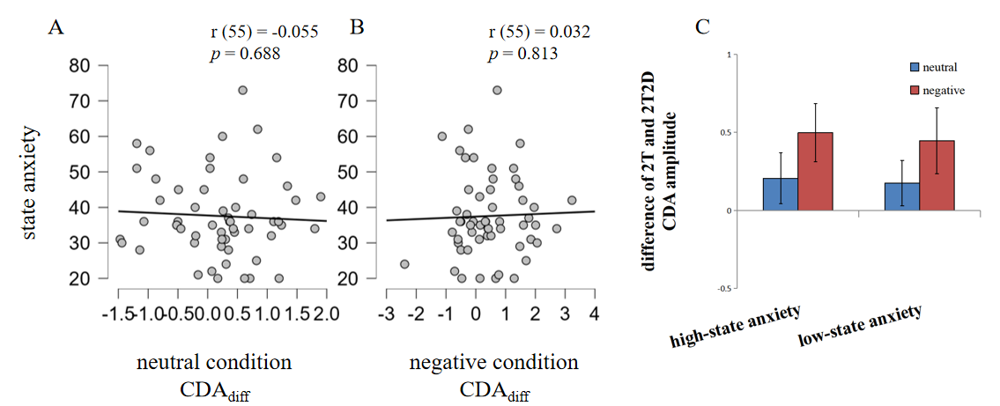 A
r (55) = -0.055
p = 0.688
80
70
60
50
40
30
20
state anxiety
-1.5 -1.0 -0.5 0.0 0.5 1.0 1.5 2.0
neutral condition
CDAdiff
B
r (55) = 0.032
p = 0.813
80
70
60
50
40
30
20
-3 -2 -1 0 1 2 3 4
negative condition
CDAdiff
C
difference of 2T and 2T2D
CDA amplitude
1
0.5
0
-0.5
neutral
negative
high-state anxiety
low-state anxiety